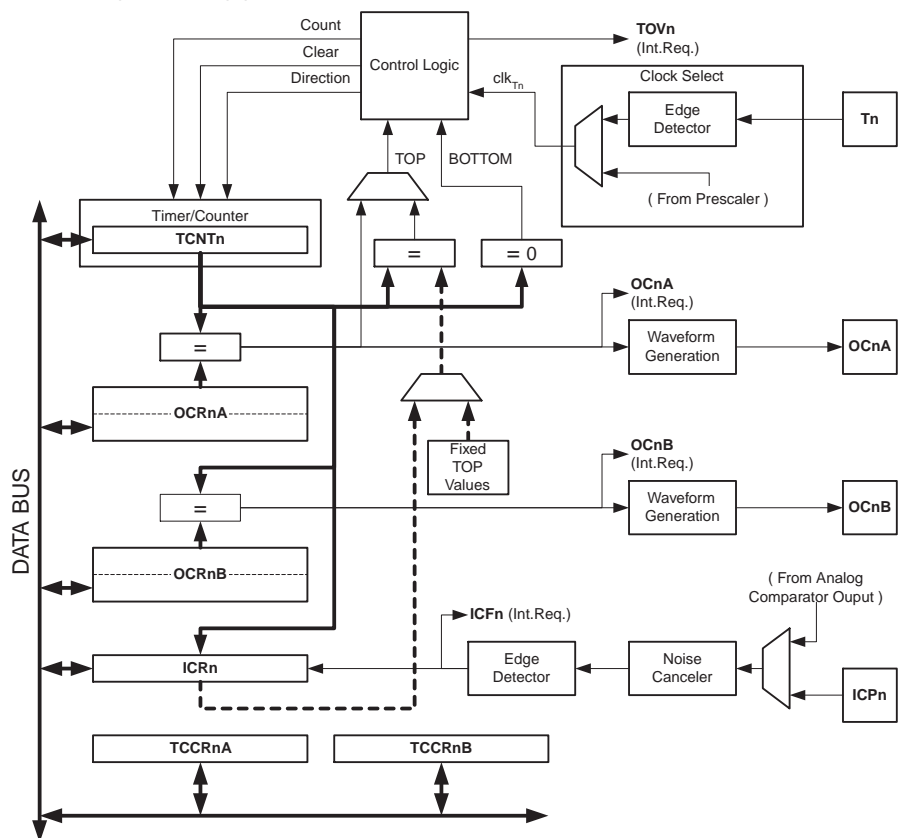 Count
Clear
Direction
Control Logic
TOVn
(Int.Req.)
clkTn
Clock Select
Edge
Detector
Tn
( From Prescaler )
TOP
BOTTOM
Timer/Counter
TCNTn
=
= 0
OCnA
(Int.Req.)
=
Waveform
Generation
OCnA
OCRnA
Fixed
TOP
Values
OCnB
(Int.Req.)
=
Waveform
Generation
OCnB
OCRnB
DATA BUS
( From Analog
Comparator Ouput )
ICFn (Int.Req.)
ICRn
Edge
Detector
Noise
Canceler
ICPn
TCCRnA
TCCRnB